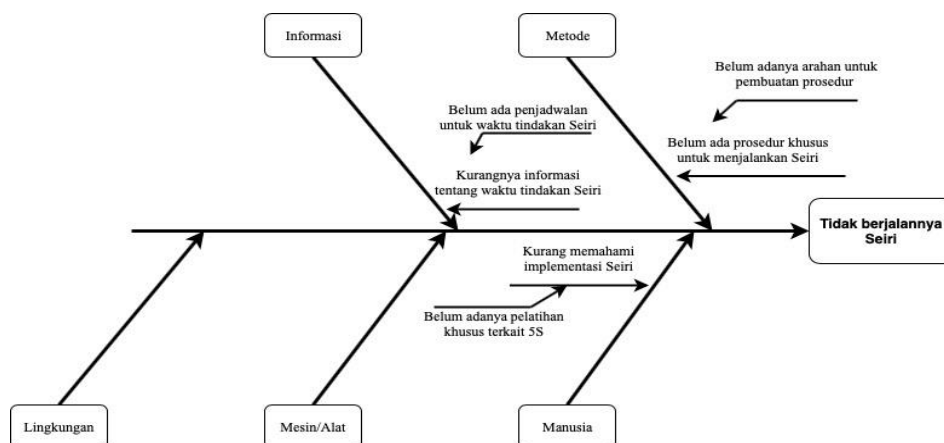 Informasi
Metode
Belum adanya arahan untuk
pembuatan prosedur
Belum ada penjadwalan
untuk waktu tindakan Seiri
Belum ada prosedur khusus
untuk menjalankan Seiri
Kurangnya informasi
tentang waktu tindakan Seiri
Tidak berjalannya
Seiri
Kurang memahami
implementasi Seiri
Belum adanya pelatihan
khusus terkait 5S
Lingkungan
Mesin/Alat
Manusia